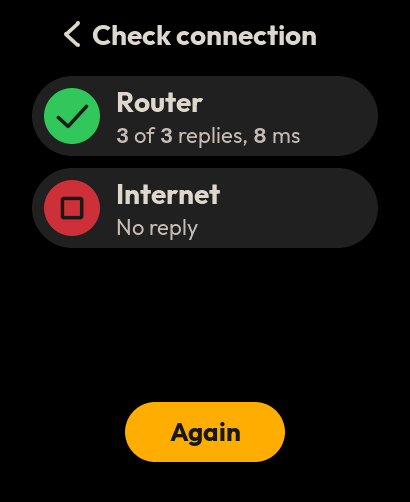 Check connection
Router
3 of 3 replies, 8 ms
Internet
No reply
Again